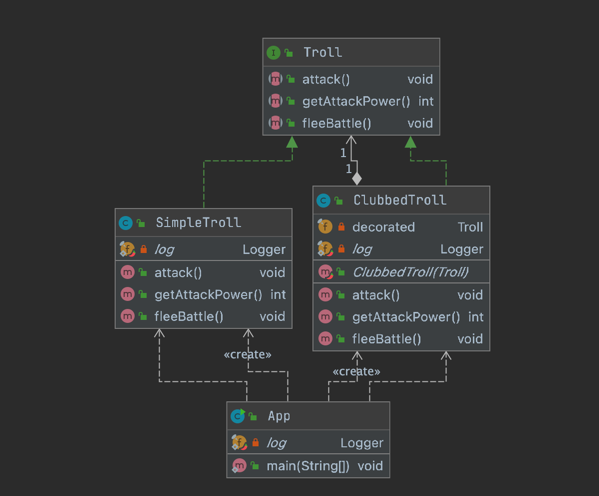 Troll
attack() void
getAttackPower() int
fleeBattle() void
1
1
SimpleTroll
log Logger
attack() void
getAttackPower() int
fleeBattle() void
ClubbedTroll
decorated Troll
log Logger
ClubbedTroll(Troll)
attack() void
getAttackPower() int
fleeBattle() void
«create»
«create»
App
log Logger
main(String[]) void